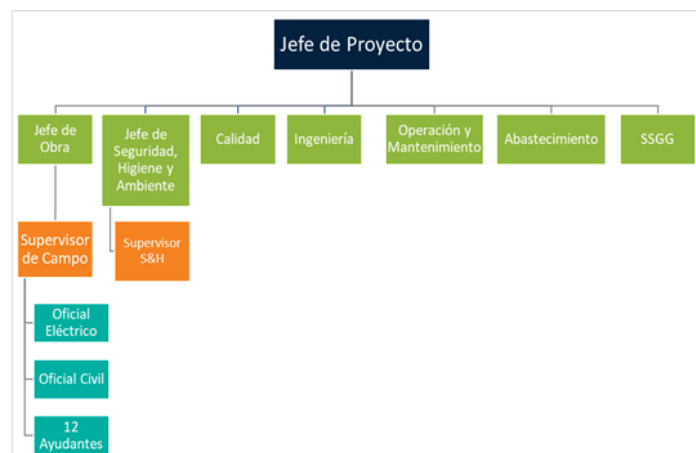 Jefe de Proyecto
Jefe de
Obra
Jefe de
Seguridad,
Higiene y
Ambiente
Calidad
Ingeniería
Operación y
Mantenimiento
Abastecimiento
SSGG
Supervisor
de Campo
Supervisor
S&H
Oficial
Eléctrico
Oficial Civil
12
Ayudantes